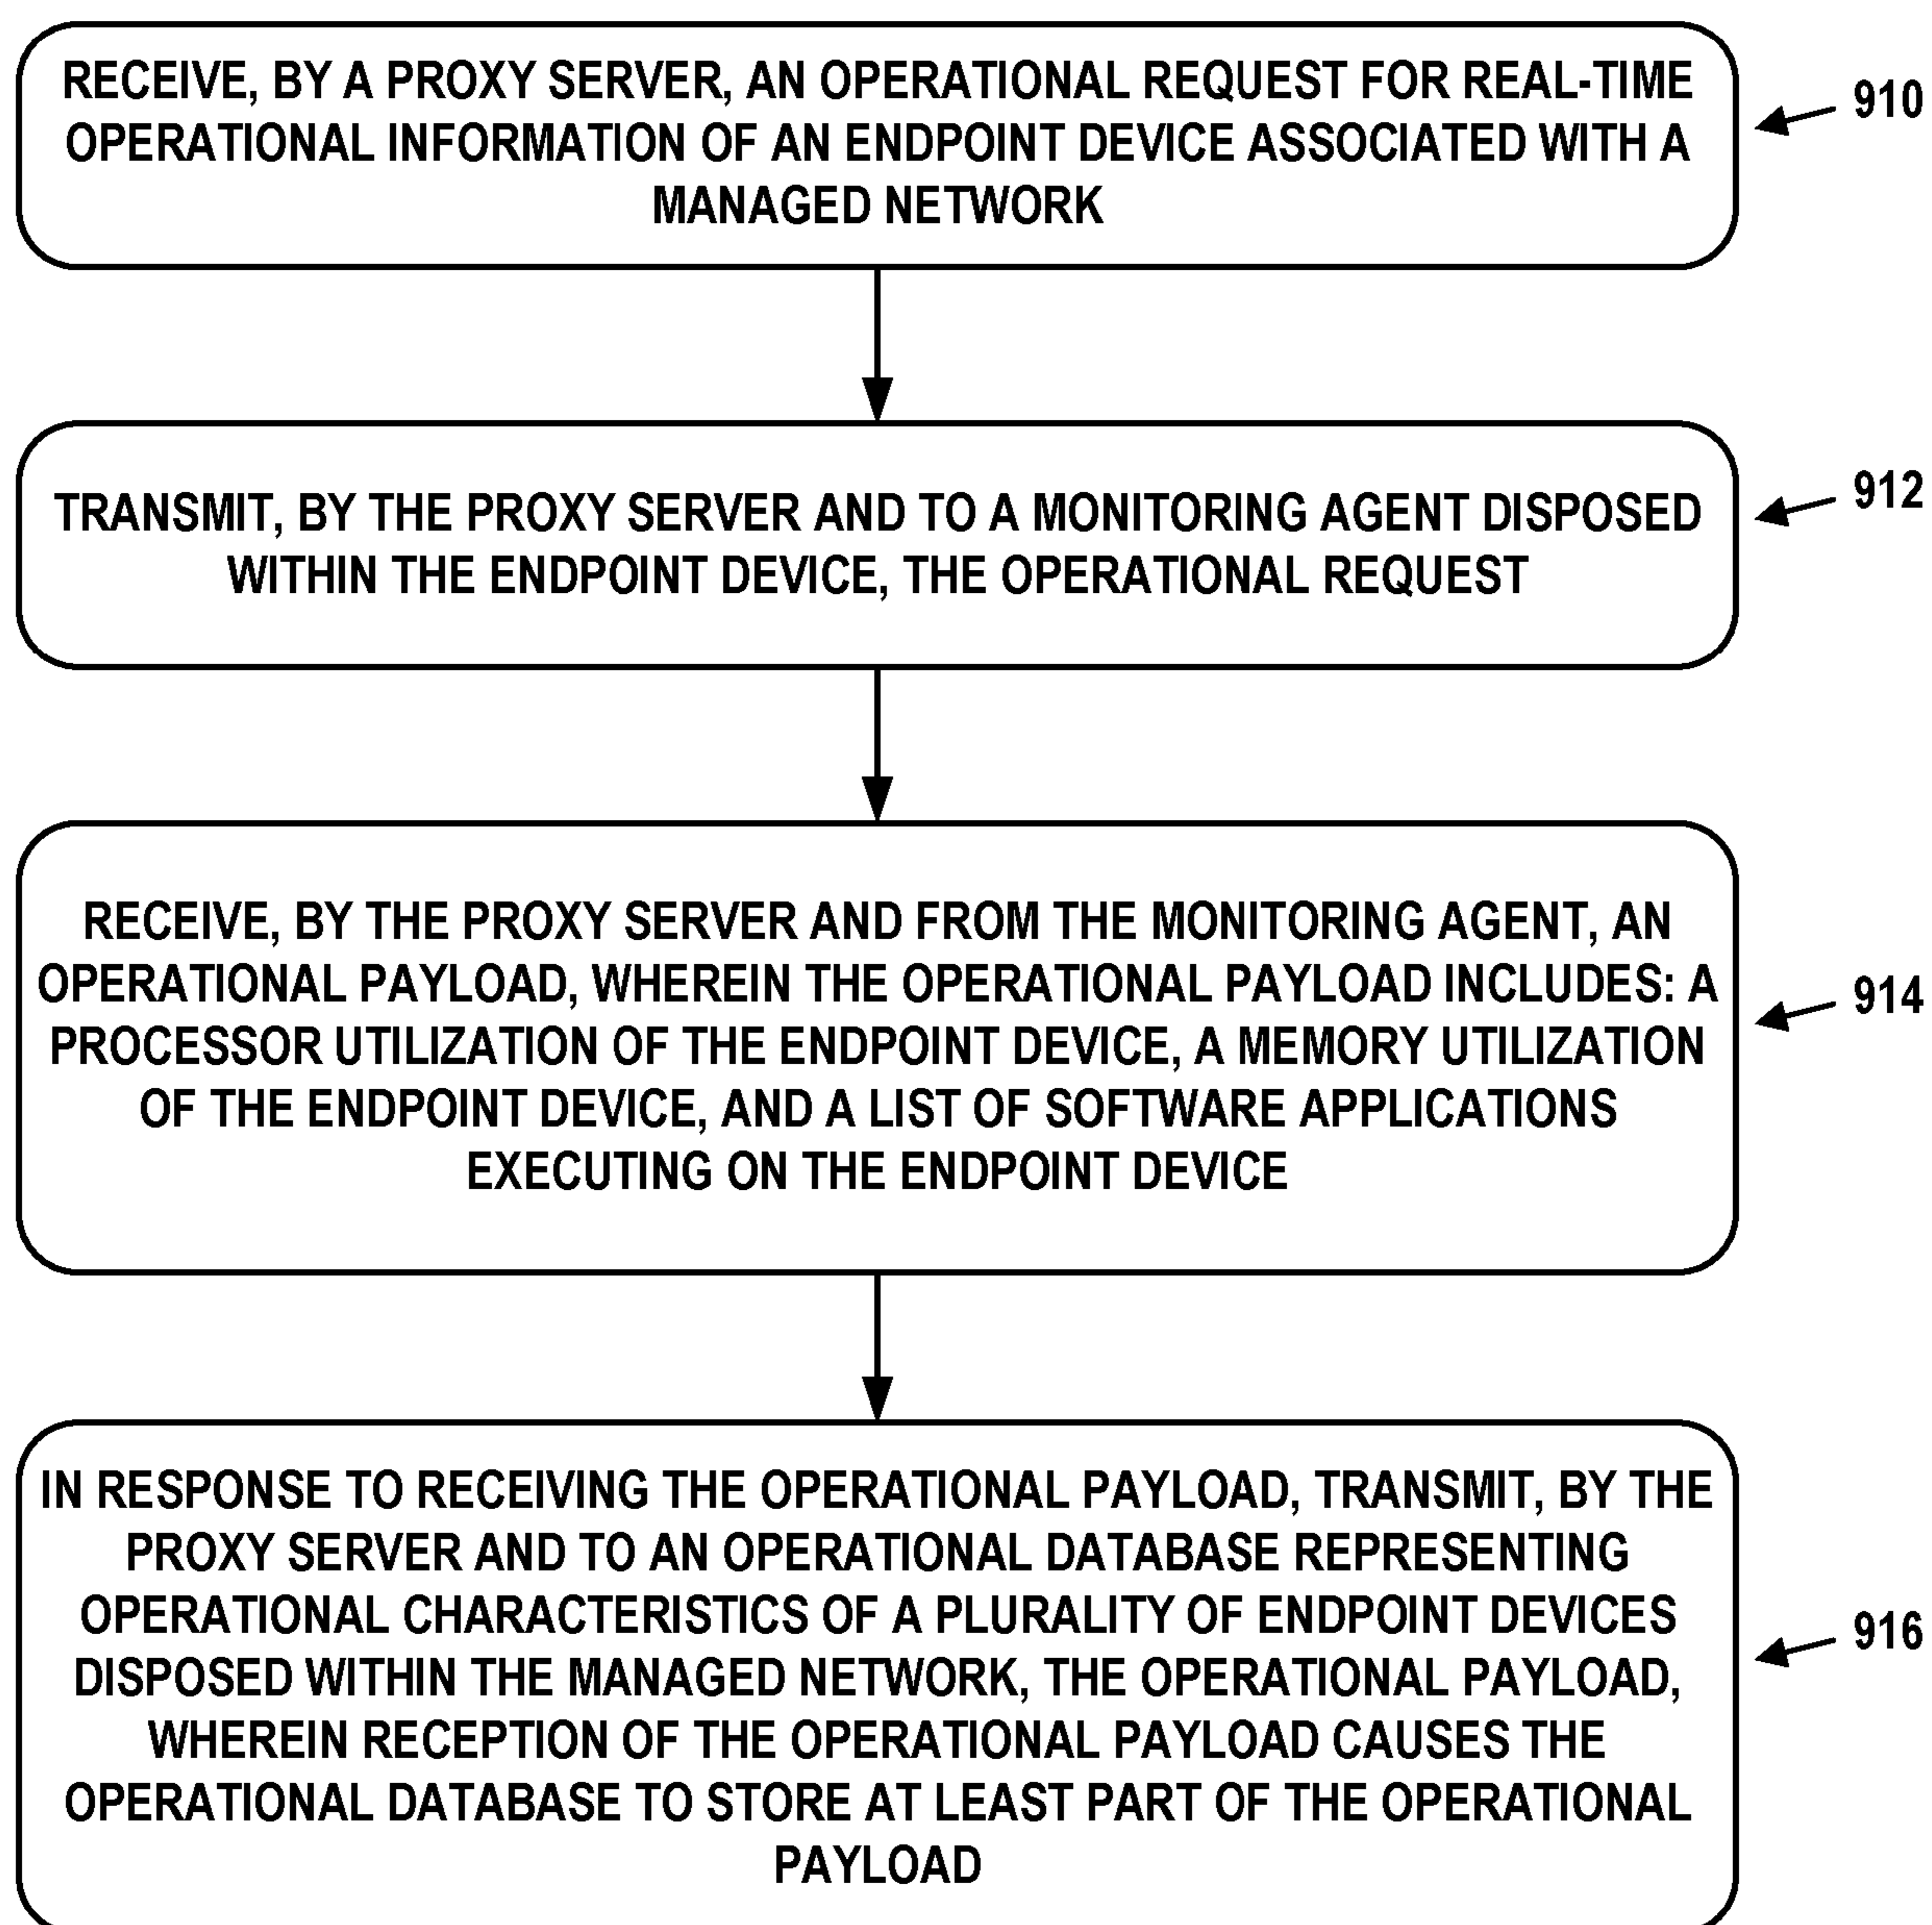 RECEIVE, BY A PROXY SERVER, AN OPERATIONAL REQUEST FOR REAL-TIME
OPERATIONAL INFORMATION OF AN ENDPOINT DEVICE ASSOCIATED WITH A
MANAGED NETWORK
910
TRANSMIT, BY THE PROXY SERVER AND TO A MONITORING AGENT DISPOSED
WITHIN THE ENDPOINT DEVICE, THE OPERATIONAL REQUEST
912
RECEIVE, BY THE PROXY SERVER AND FROM THE MONITORING AGENT, AN
OPERATIONAL PAYLOAD, WHEREIN THE OPERATIONAL PAYLOAD INCLUDES: A
PROCESSOR UTILIZATION OF THE ENDPOINT DEVICE, A MEMORY UTILIZATION
OF THE ENDPOINT DEVICE, AND A LIST OF SOFTWARE APPLICATIONS
EXECUTING ON THE ENDPOINT DEVICE
914
IN RESPONSE TO RECEIVING THE OPERATIONAL PAYLOAD, TRANSMIT, BY THE
PROXY SERVER AND TO AN OPERATIONAL DATABASE REPRESENTING
OPERATIONAL CHARACTERISTICS OF A PLURALITY OF ENDPOINT DEVICES
DISPOSED WITHIN THE MANAGED NETWORK, THE OPERATIONAL PAYLOAD,
WHEREIN RECEPTION OF THE OPERATIONAL PAYLOAD CAUSES THE
OPERATIONAL DATABASE TO STORE AT LEAST PART OF THE OPERATIONAL
PAYLOAD
916